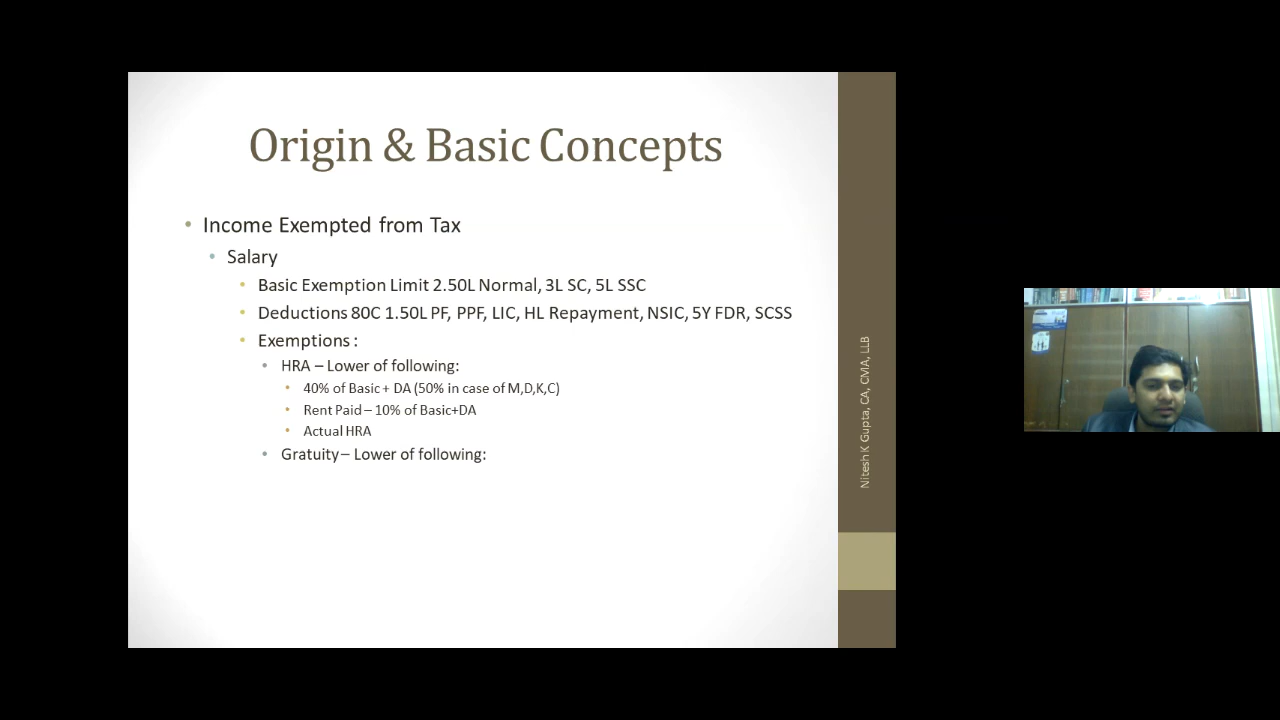 Origin & Basic Concepts
Income Exempted from Tax
Salary
Basic Exemption Limit 2.50L Normal, 3L SC, 5L SSC
Deductions 80C 1.50L PF, PPF, LIC, HL Repayment, NSIC, 5Y FDR, SCSS
Exemptions :
HRA – Lower of following:
40% of Basic + DA (50% in case of M,D,K,C)
Rent Paid – 10% of Basic+DA
Actual HRA
Gratuity – Lower of following:
Nitesh K Gupta, CA, CMA, LLB